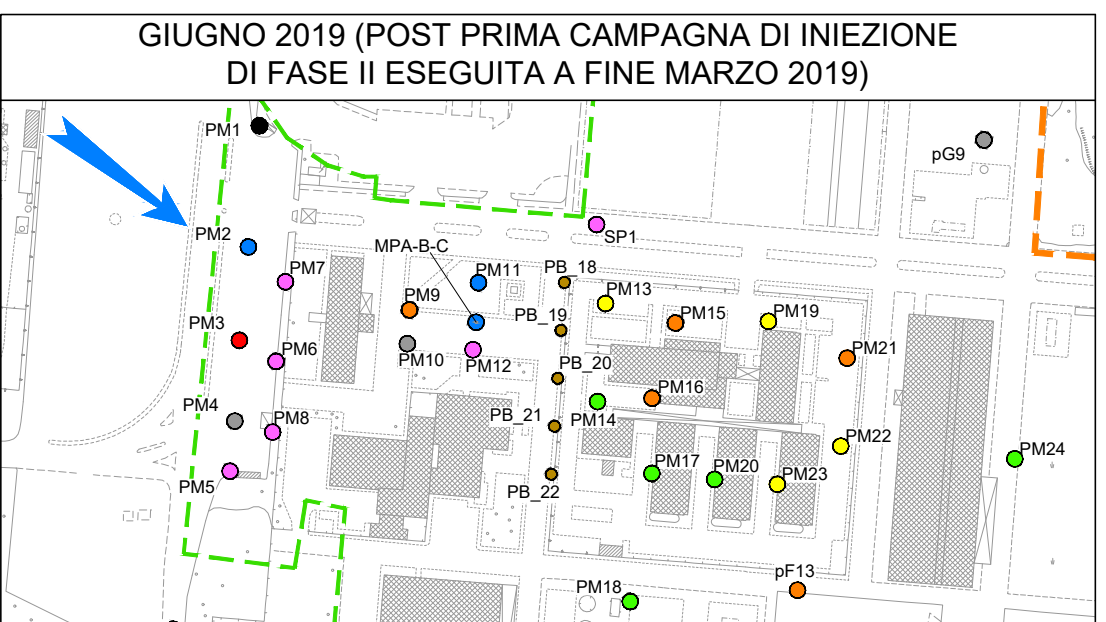 GIUGNO 2019 (POST PRIMA CAMPAGNA DI INIEZIONE
DI FASE II ESEGUITA A FINE MARZO 2019)
PM1
pG9
PM2
SP1
MPA-B-C
PM7
PM11
PB_18
PM9
PM13
PB_19
PM15
PM19
PM3
PM6
PM10
PM12
PB_20
PM21
PM16
PM4
PM8
PB_21
PM14
PM22
PM24
PM5
PM17
PM20
PM23
PB_22
pF13
PM18